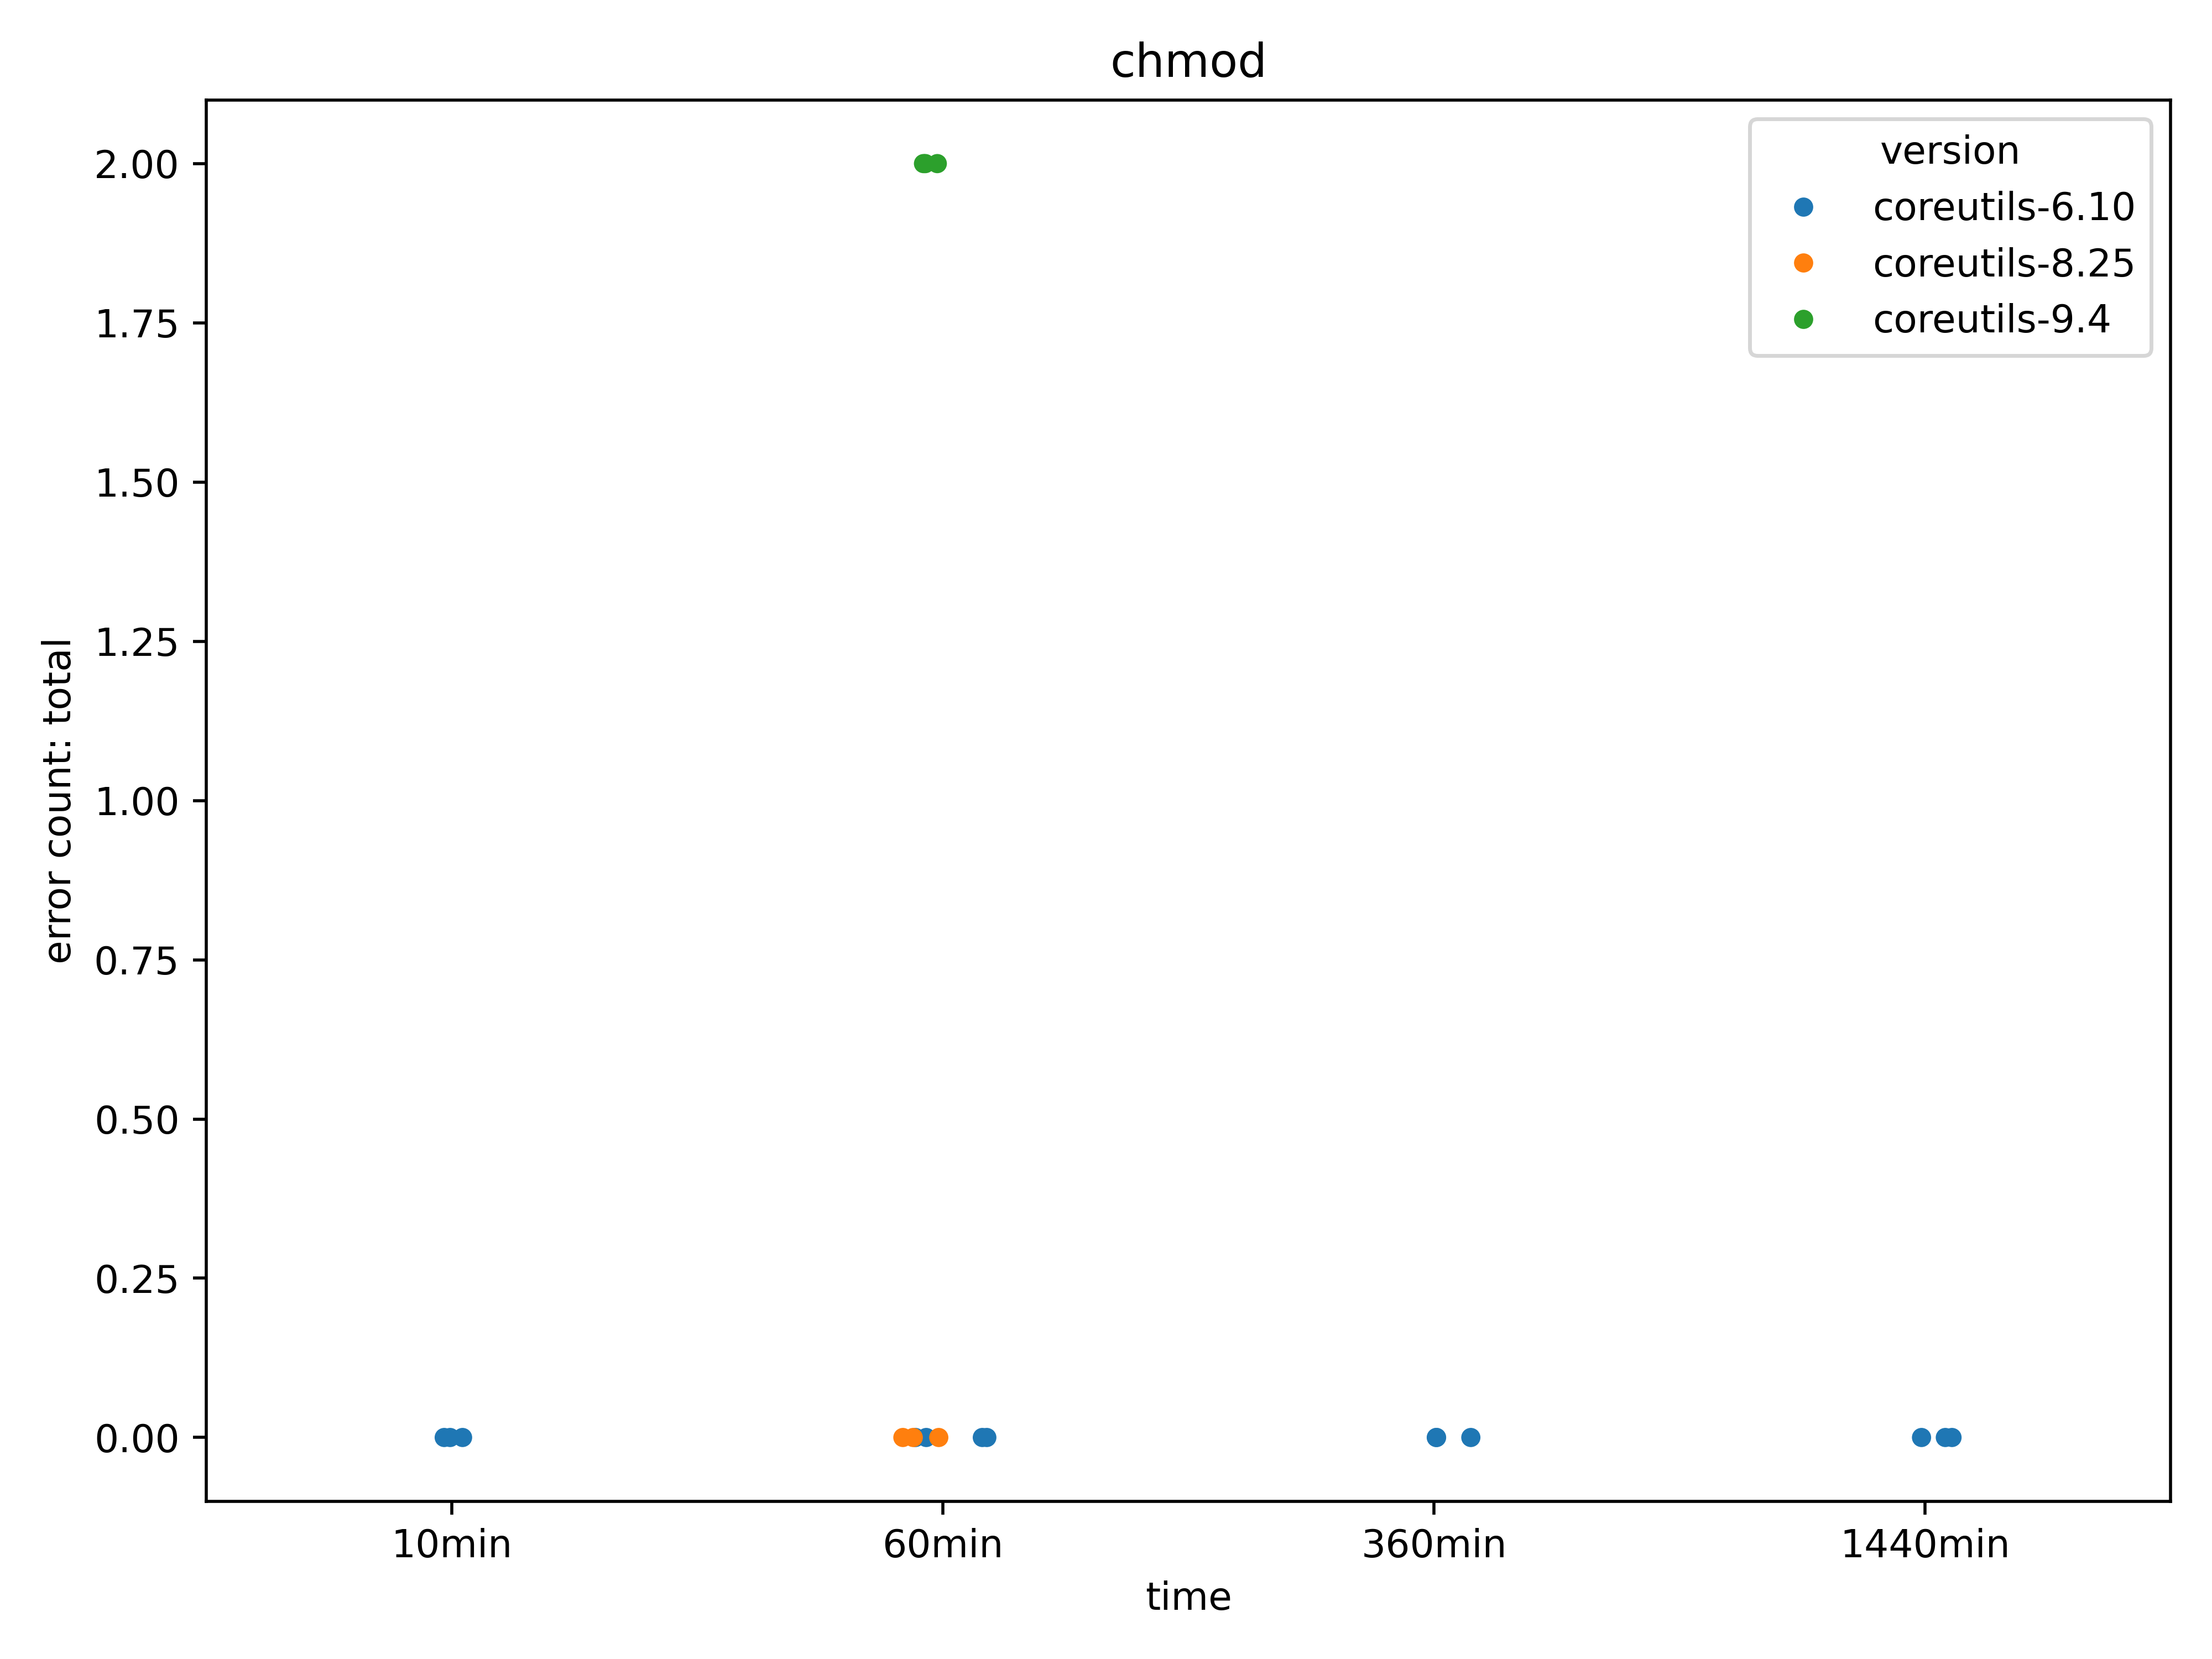 chmod
version
coreutils-6.10
coreutils-8.25
coreutils-9.4
2.00
1.75
1.50
1.25
1.00
0.75
0.50
0.25
0.00
error count: total
10min 60min 360min 1440min
time